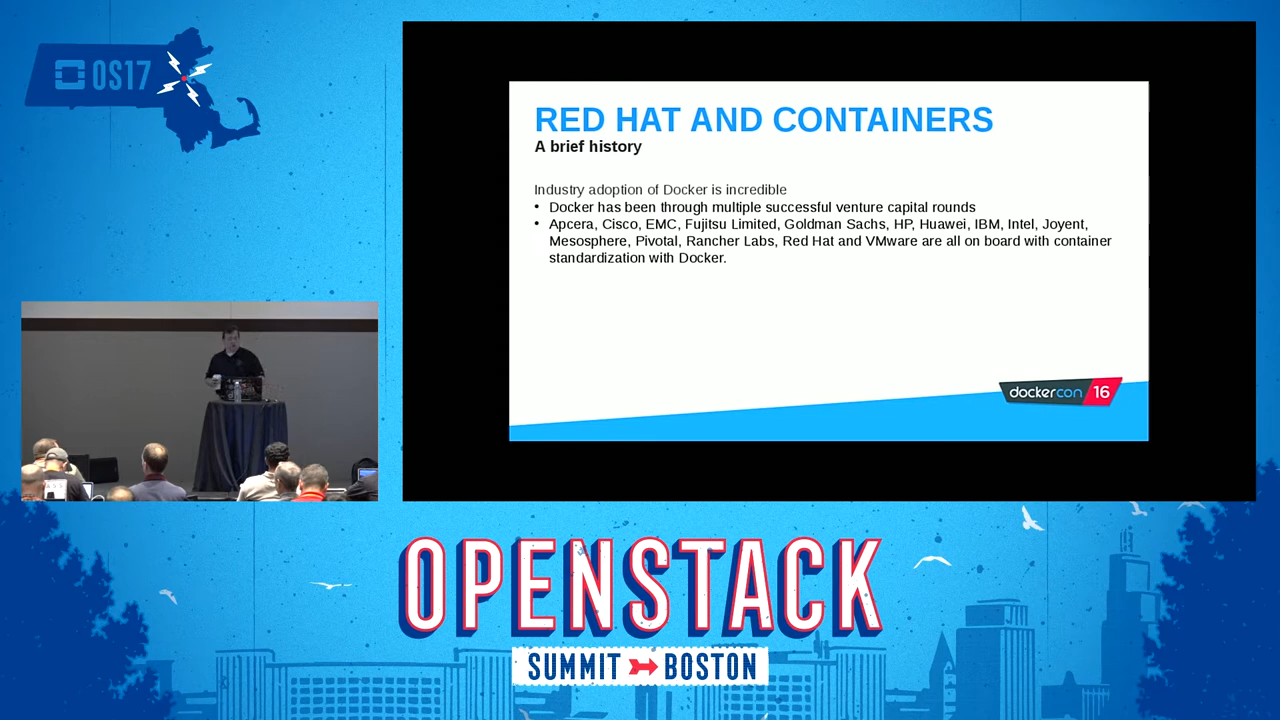 OS17
RED HAT AND CONTAINERS
A brief history
Industry adoption of Docker is incredible
• Docker has been through multiple successful venture capital rounds
• Apcera, Cisco, EMC, Fujitsu Limited, Goldman Sachs, HP, Huawei, IBM, Intel, Joyent,
Mesosphere, Pivotal, Rancher Labs, Red Hat and VMware are all on board with container
standardization with Docker.
dockercon 16
OPENSTACK
SUMMIT BOSTON